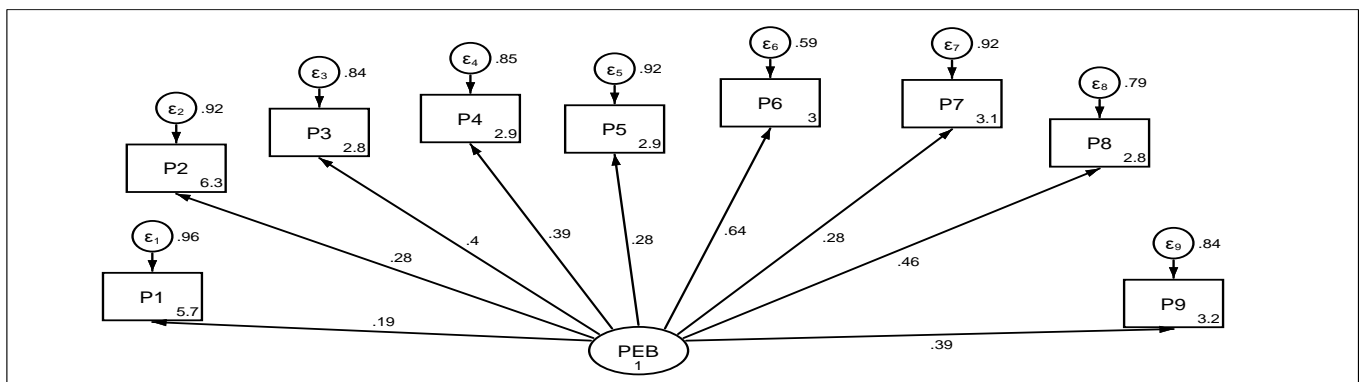 ε6 .59
ε7 .92
ε4 .85
ε3 .84
ε5 .92
ε8 .79
P6
3
P7
3.1
ε2 .92
P4
2.9
P3
2.8
P5
2.9
P8
2.8
P2
6.3
ε1 .96
.28
.4
.39
.28
.64
.28
.46
ε9 .84
P1
5.7
P9
3.2
.19
.39
PEB
1